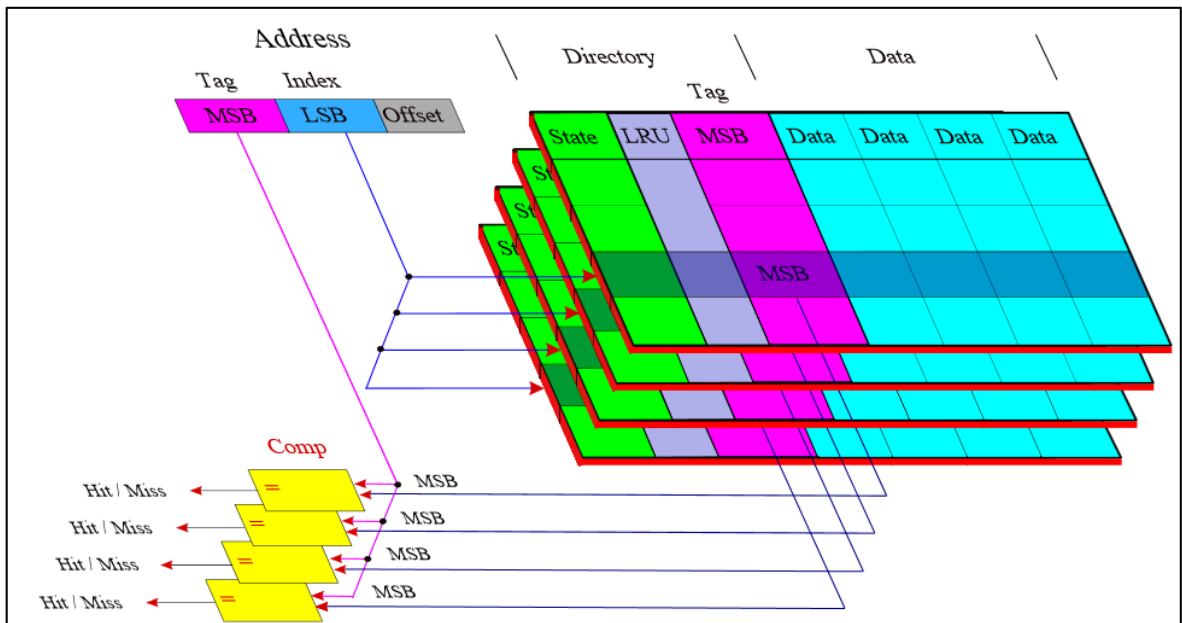 Address
Directory
Data
Tag
Index
Tag
MSB
LSB
Offset
State
LRU
MSB
Data
Data
Data
Data
MSB
Comp
=
MSB
Hit / Miss
=
MSB
Hit / Miss
=
MSB
Hit / Miss
=
MSB
Hit / Miss